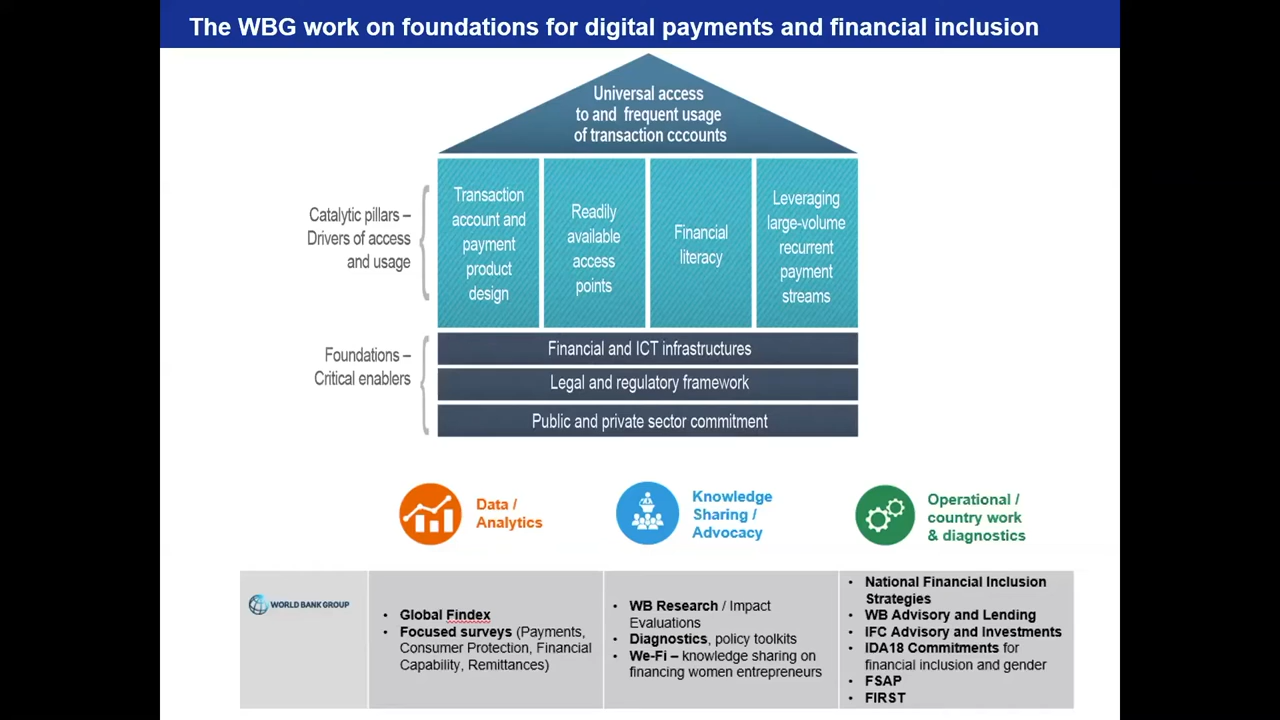 The WBG work on foundations for digital payments and financial inclusion
Universal access
to and frequent usage
of transaction cccounts
Catalytic pillars –
Drivers of access
and usage
Transaction
account and
payment
product
design
Readily
available
access
points
Financial
literacy
Leveraging
large-volume
recurrent
payment
streams
Foundations –
Critical enablers
Financial and ICT infrastructures
Legal and regulatory framework
Public and private sector commitment
Data /
Analytics
Knowledge
Sharing /
Advocacy
Operational /
country work
& diagnostics
WORLD BANK GROUP
• Global Findex
• Focused surveys (Payments,
Consumer Protection, Financial
Capability, Remittances)
• WB Research / Impact
Evaluations
• Diagnostics, policy toolkits
• We-Fi – knowledge sharing on
financing women entrepreneurs
• National Financial Inclusion
Strategies
• WB Advisory and Lending
• IFC Advisory and Investments
• IDA18 Commitments for
financial inclusion and gender
• FSAP
• FIRST